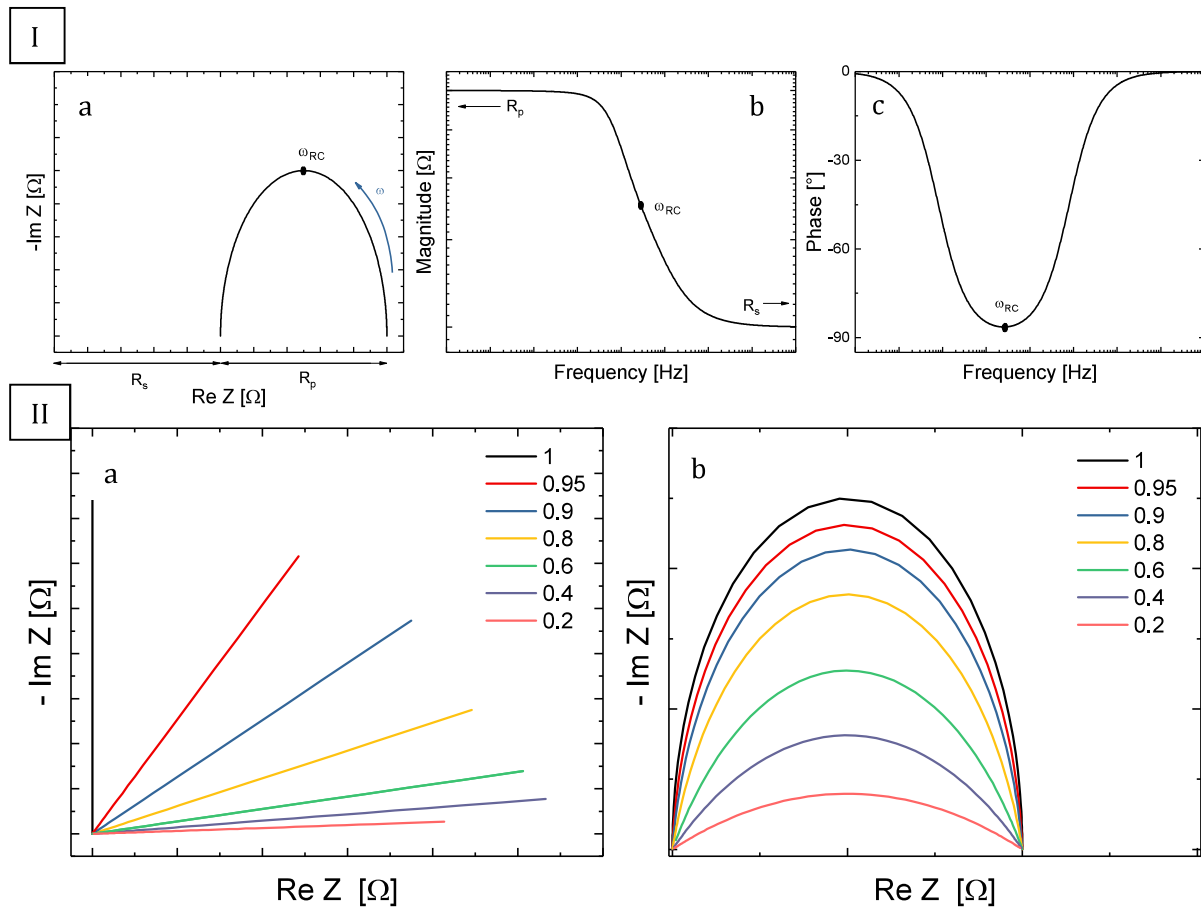 I
a
ω_RC
ω
-Im Z [Ω]
R_s
R_p
Re Z [Ω]
b
R_p
ω_RC
R_s
Magnitude [Ω]
Frequency [Hz]
c
0
-30
-60
-90
ω_RC
Phase [°]
Frequency [Hz]
II
a
1
0.95
0.9
0.8
0.6
0.4
0.2
- Im Z [Ω]
Re Z [Ω]
b
1
0.95
0.9
0.8
0.6
0.4
0.2
- Im Z [Ω]
Re Z [Ω]